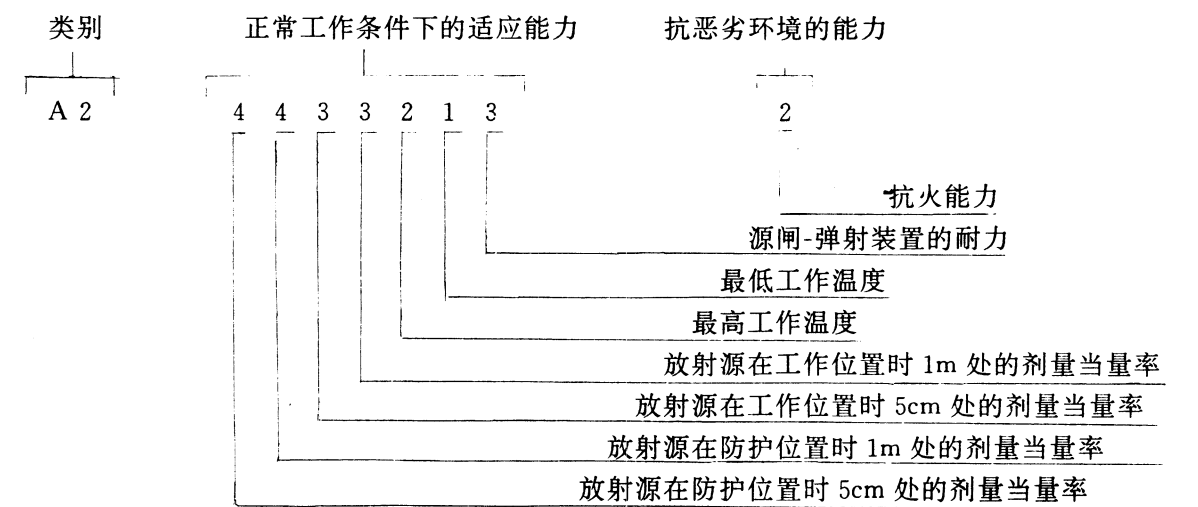 类别 正常工作条件下的适应能力 抗恶劣环境的能力
A 2 4 4 3 3 2 1 3 2
抗火能力
源闸-弹射装置的耐力
最低工作温度
最高工作温度
放射源在工作位置时 1m 处的剂量当量率
放射源在工作位置时 5cm 处的剂量当量率
放射源在防护位置时 1m 处的剂量当量率
放射源在防护位置时 5cm 处的剂量当量率